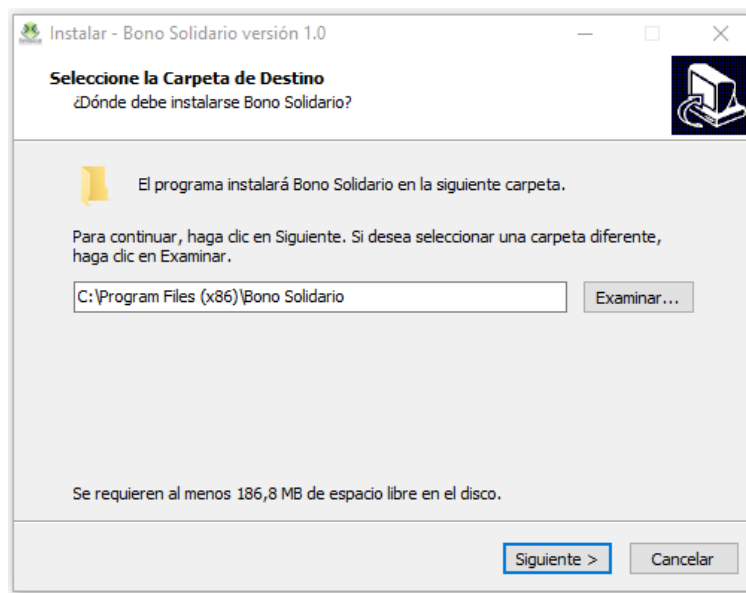 Instalar - Bono Solidario versión 1.0
Seleccione la Carpeta de Destino
¿Dónde debe instalarse Bono Solidario?
El programa instalará Bono Solidario en la siguiente carpeta.
Para continuar, haga clic en Siguiente. Si desea seleccionar una carpeta diferente,
haga clic en Examinar.
C:\Program Files (x86)\Bono Solidario
Examinar...
Se requieren al menos 186,8 MB de espacio libre en el disco.
Siguiente >
Cancelar